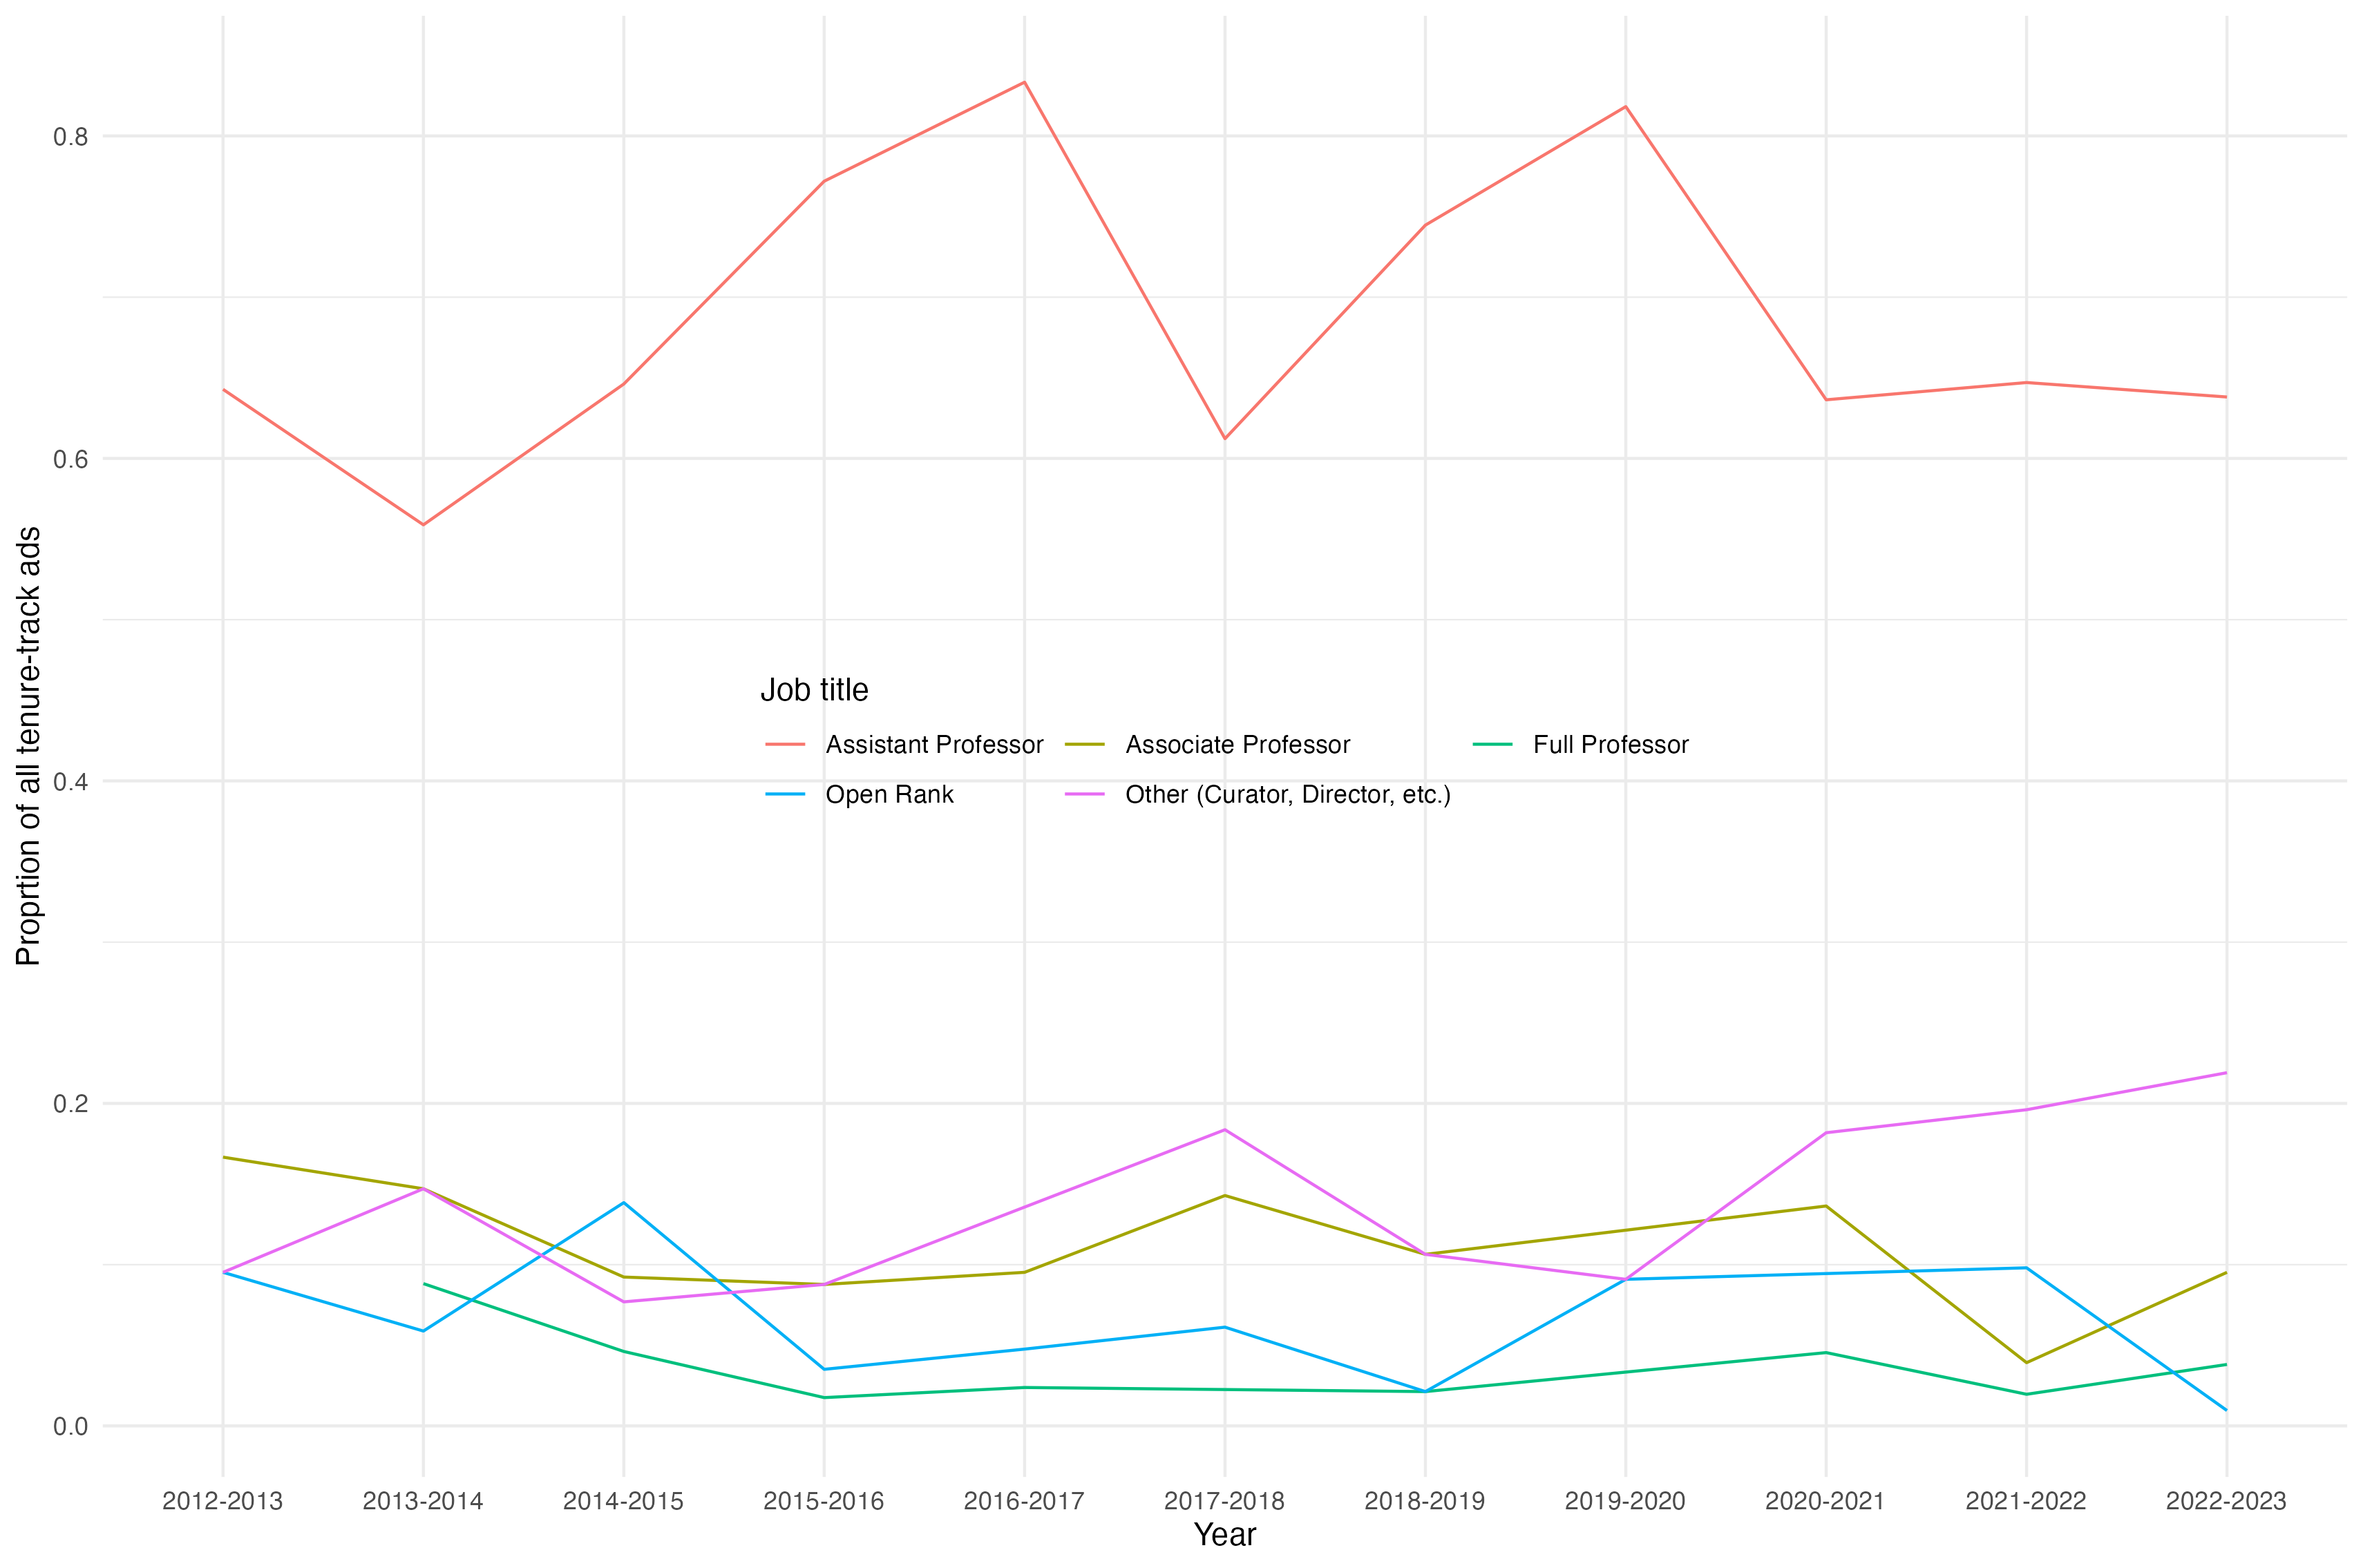 Proprtion of all tenure-track ads
0.8
0.6
0.4
0.2
0.0
Job title
Assistant Professor
Associate Professor
Full Professor
Open Rank
Other (Curator, Director, etc.)
2012-2013
2013-2014
2014-2015
2015-2016
2016-2017
2017-2018
2018-2019
2019-2020
2020-2021
2021-2022
2022-2023
Year